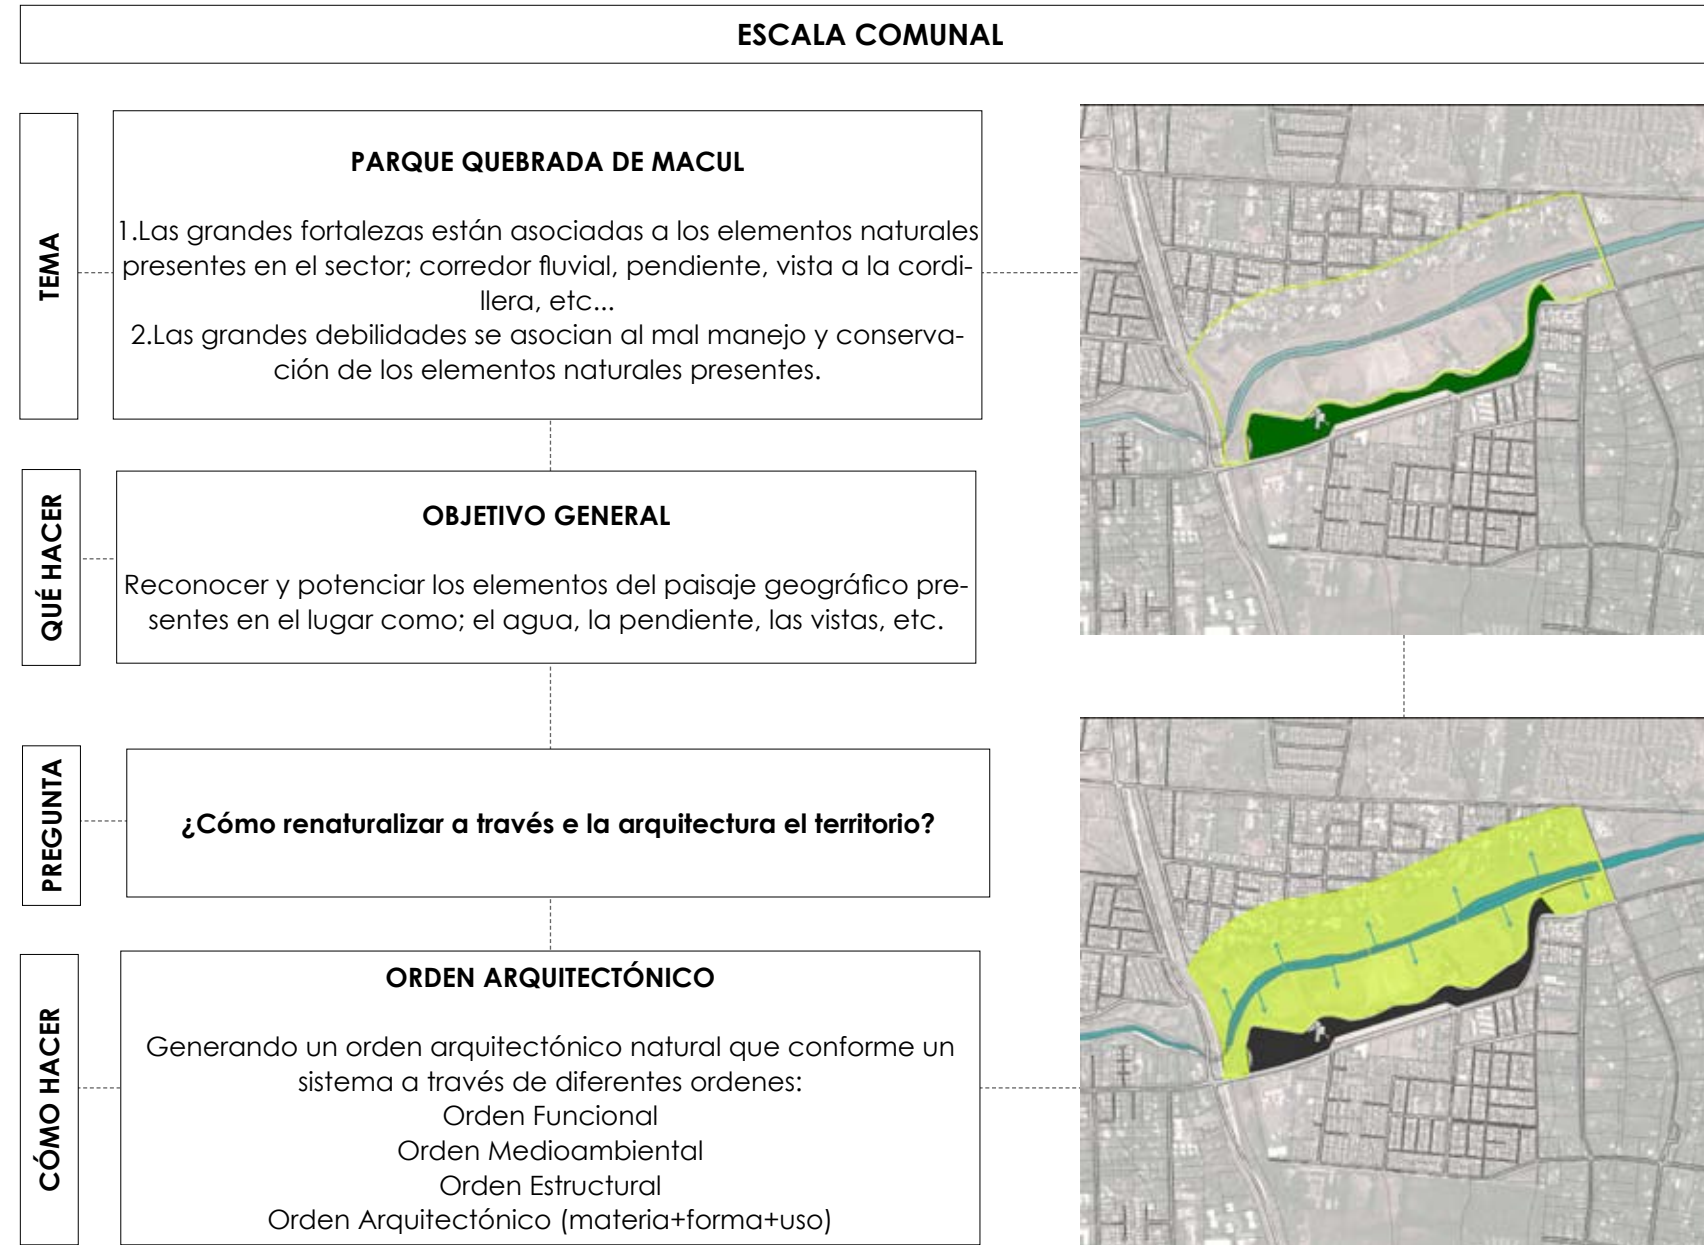 ESCALA COMUNAL
TEMA
PARQUE QUEBRADA DE MACUL
1.Las grandes fortalezas están asociadas a los elementos naturales
presentes en el sector; corredor fluvial, pendiente, vista a la cordi-
llera, etc...
2.Las grandes debilidades se asocian al mal manejo y conserva-
ción de los elementos naturales presentes.
QUÉ HACER
OBJETIVO GENERAL
Reconocer y potenciar los elementos del paisaje geográfico pre-
sentes en el lugar como; el agua, la pendiente, las vistas, etc.
PREGUNTA
¿Cómo renaturalizar a través e la arquitectura el territorio?
CÓMO HACER
ORDEN ARQUITECTÓNICO
Generando un orden arquitectónico natural que conforme un
sistema a través de diferentes ordenes:
Orden Funcional
Orden Medioambiental
Orden Estructural
Orden Arquitectónico (materia+forma+uso)